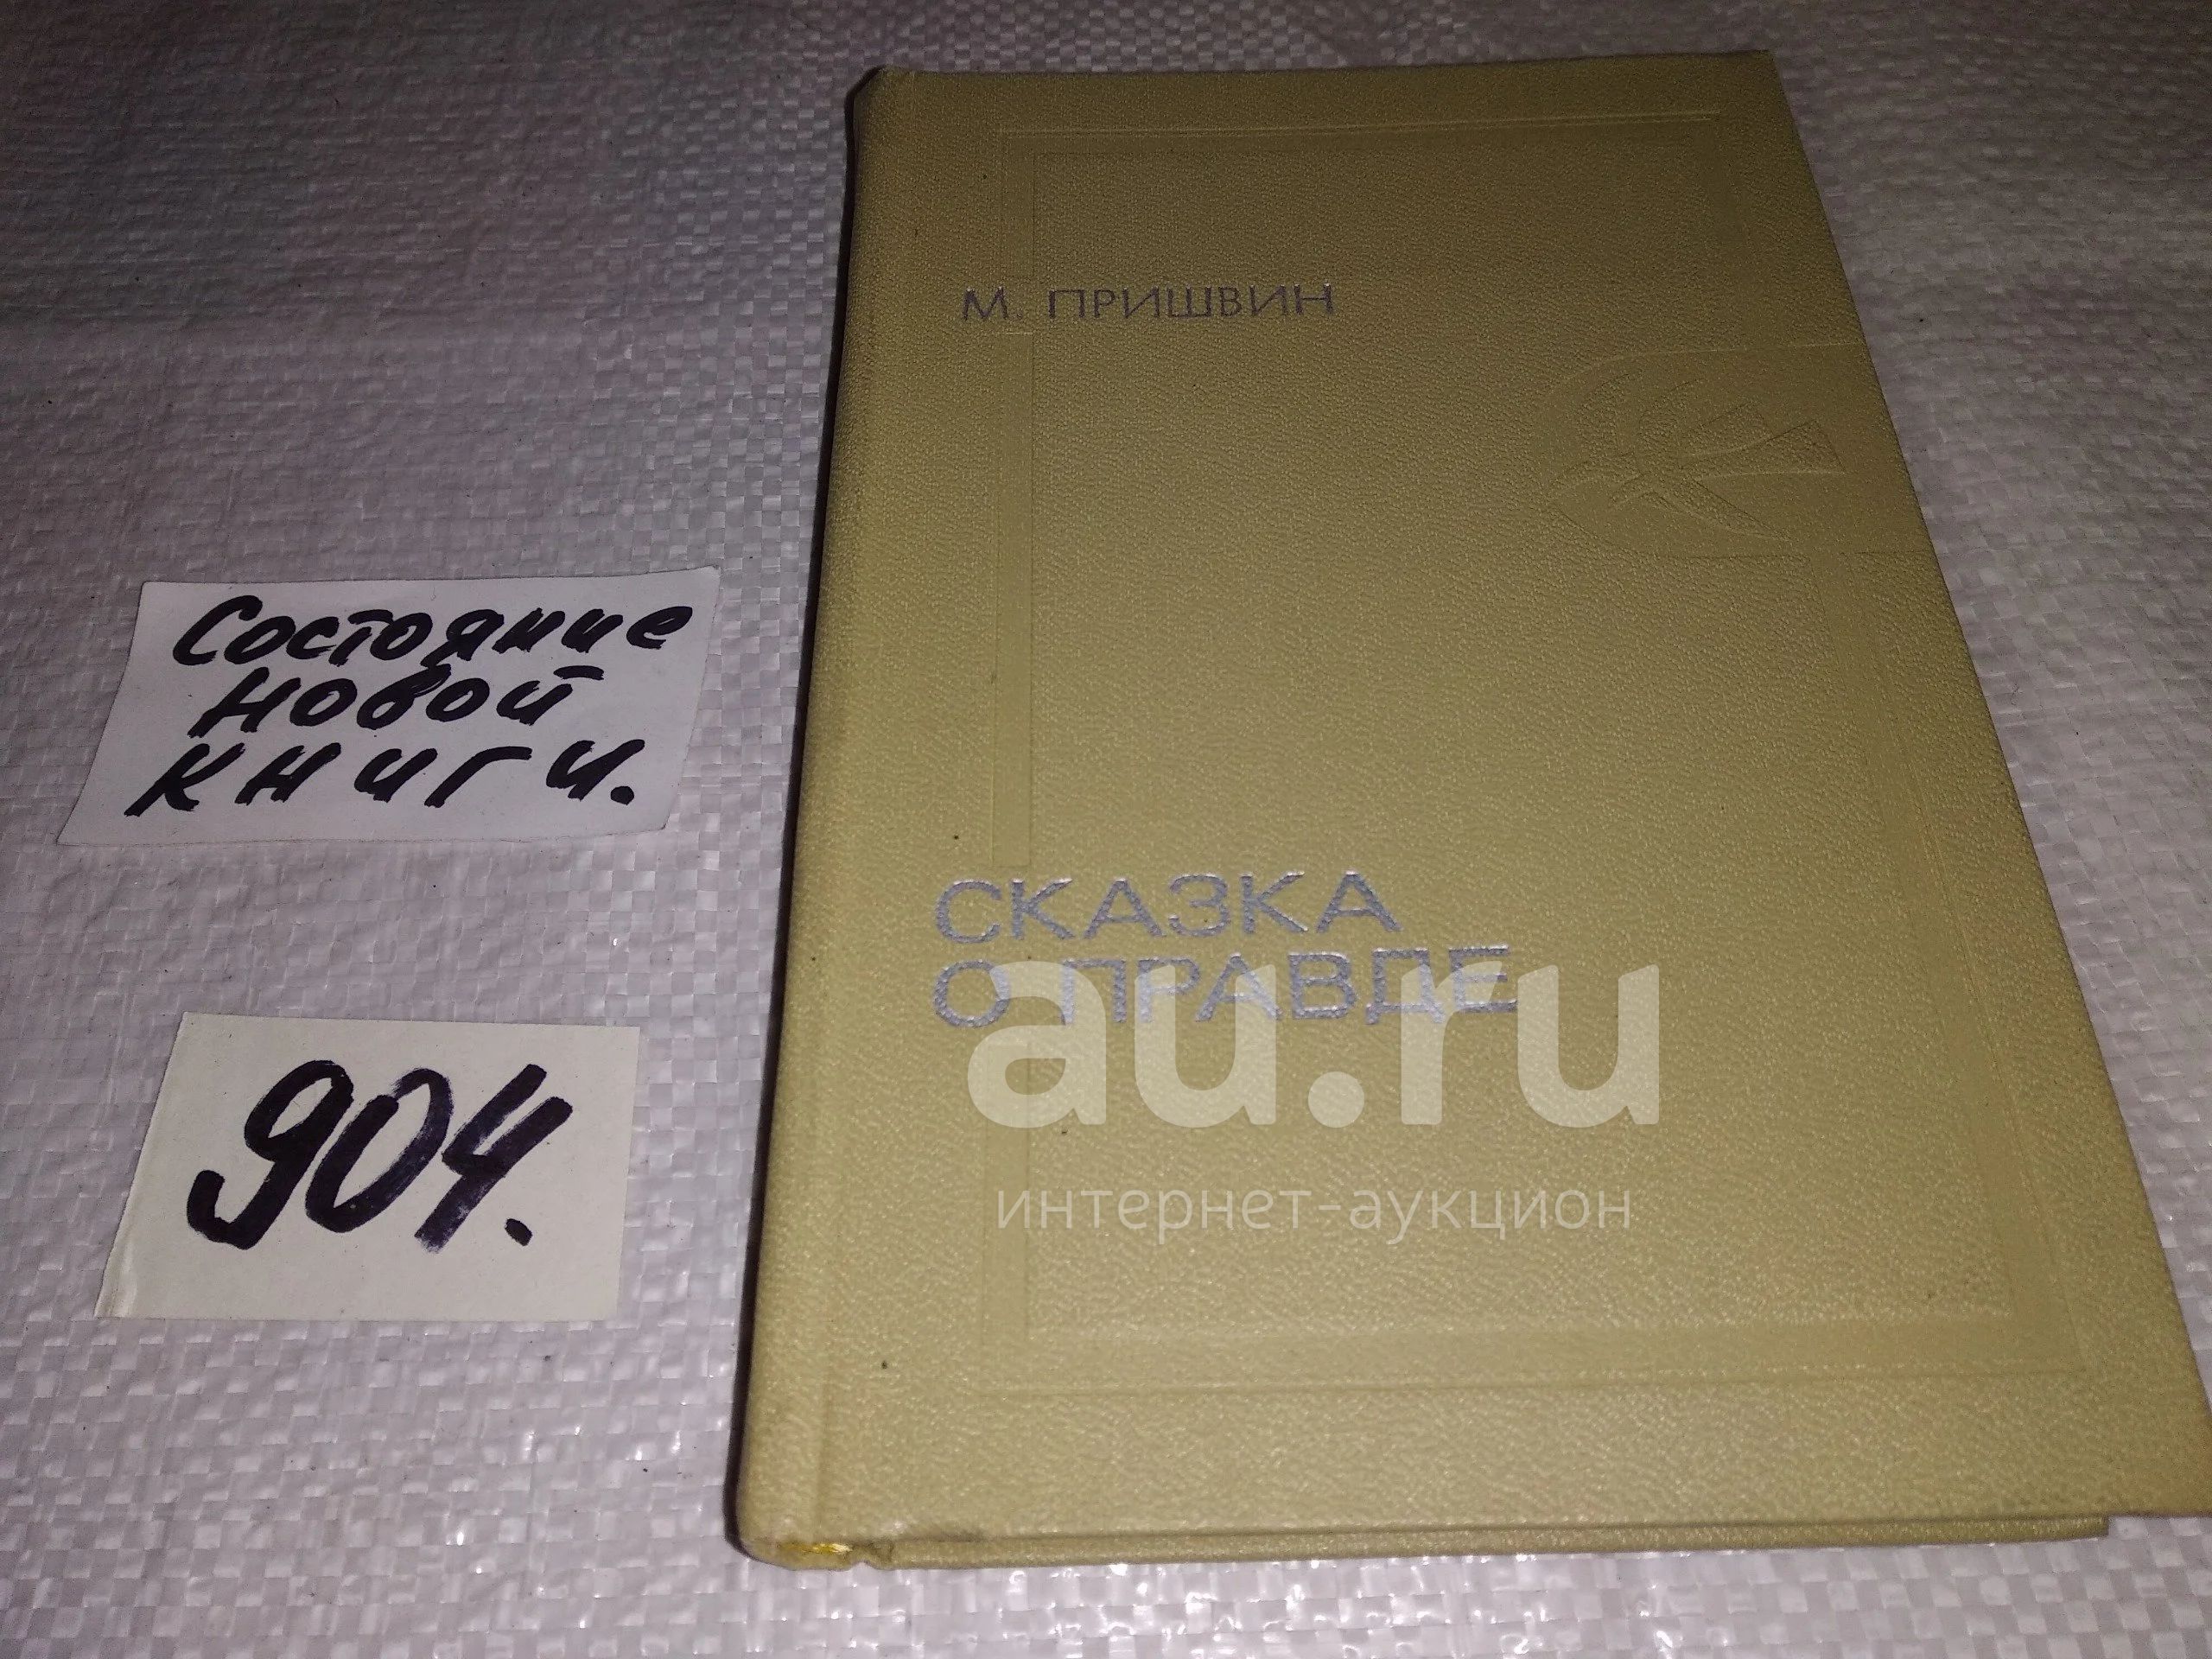 М. ПРИШВИН
Состояние
новой
книги.
СКАЗКА
О ПРАВДЕ
904.
au.ru
интернет-аукцион